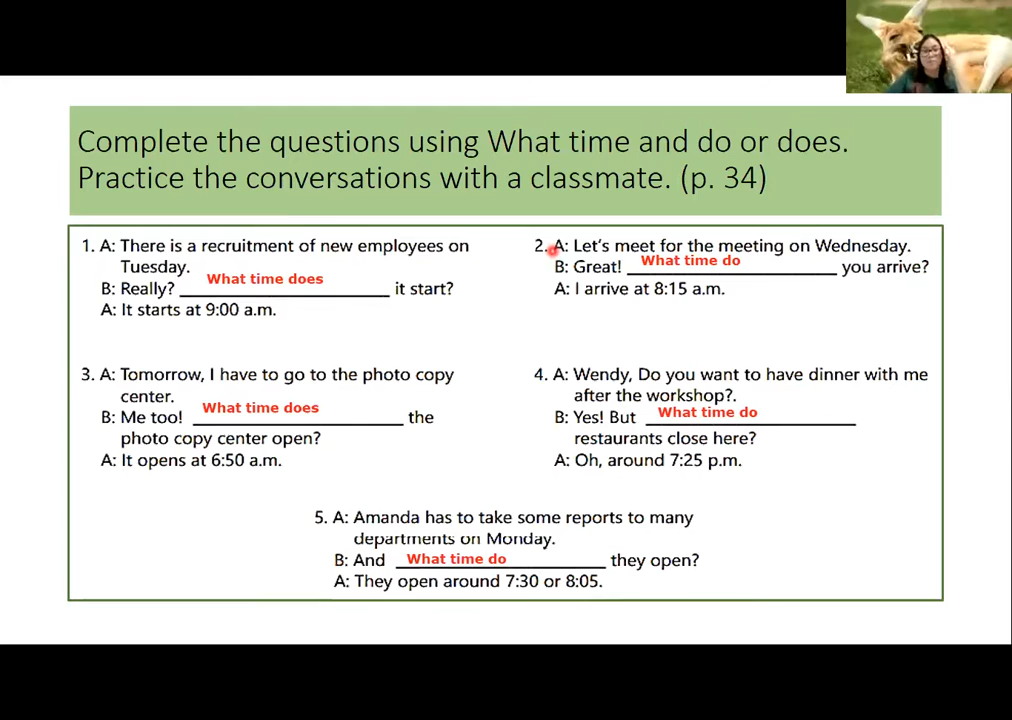 Complete the questions using What time and do or does.
Practice the conversations with a classmate. (p. 34)
1. A: There is a recruitment of new employees on
Tuesday.
B: Really? What time does it start?
A: It starts at 9:00 a.m.
2. A: Let's meet for the meeting on Wednesday.
B: Great! What time do you arrive?
A: I arrive at 8:15 a.m.
3. A: Tomorrow, I have to go to the photo copy
center.
B: Me too! What time does the
photo copy center open?
A: It opens at 6:50 a.m.
4. A: Wendy, Do you want to have dinner with me
after the workshop?.
B: Yes! But What time do
restaurants close here?
A: Oh, around 7:25 p.m.
5. A: Amanda has to take some reports to many
departments on Monday.
B: And What time do they open?
A: They open around 7:30 or 8:05.